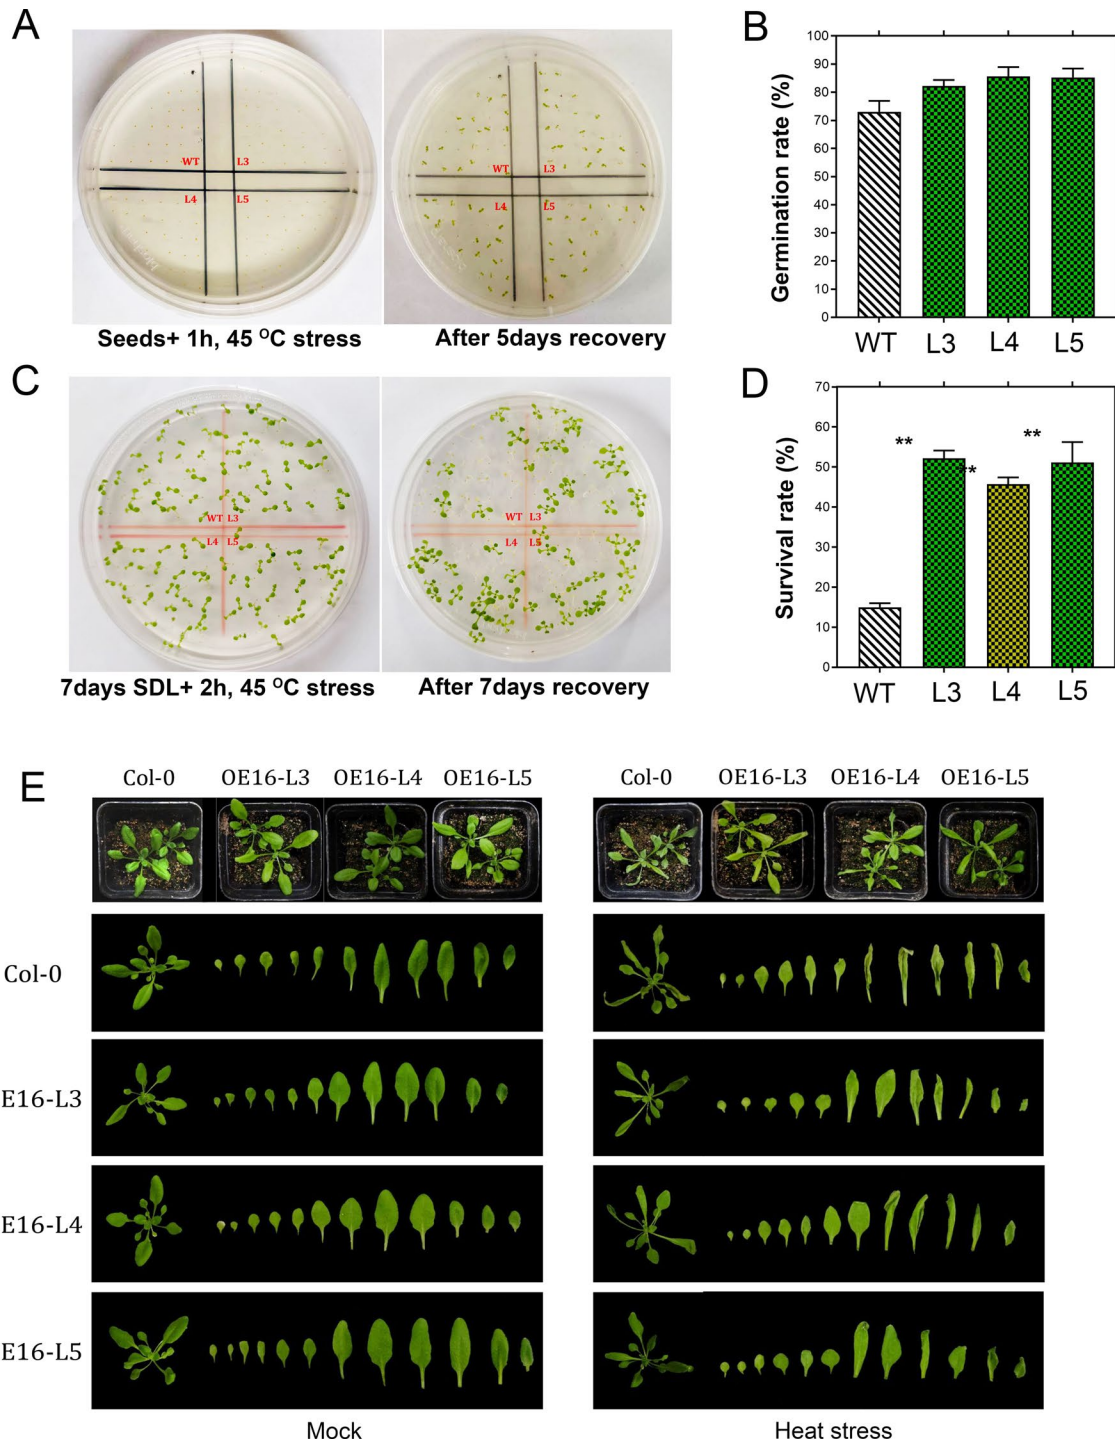 A
WT L3
L4 L5
Seeds+ 1h, 45 ᴼC stress
WT L3
L4 L5
After 5days recovery
B
Germination rate (%)
100
90
80
70
60
50
40
30
20
10
0
WT L3 L4 L5
C
WT L3
L4 L5
7days SDL+ 2h, 45 ᴼC stress
WT L3
L4 L5
After 7days recovery
D
Survival rate (%)
70
60
50
40
30
20
10
0
** ** **
WT L3 L4 L5
E
Col-0 OE16-L3 OE16-L4 OE16-L5
Col-0 OE16-L3 OE16-L4 OE16-L5
Col-0
E16-L3
E16-L4
E16-L5
Mock
Heat stress